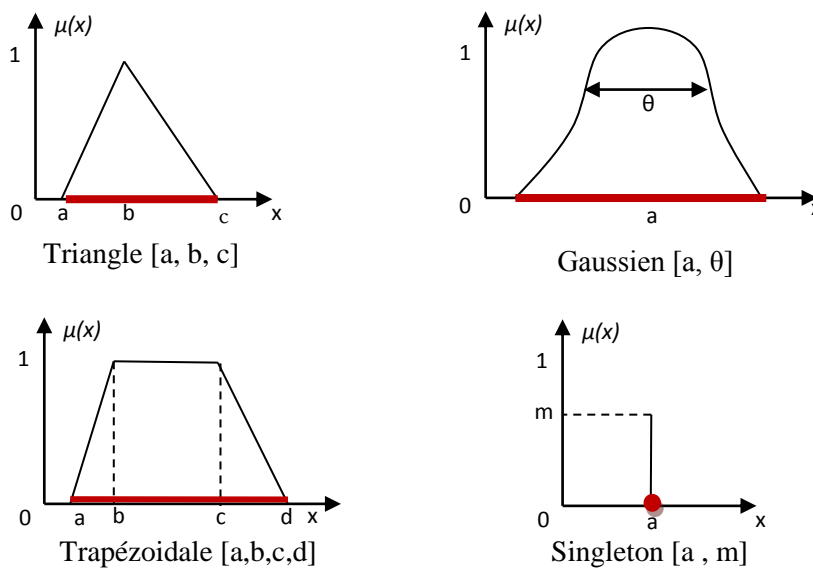 μ(x)
1
0
a
b
c
x
Triangle [a, b, c]
μ(x)
1
θ
0
a
Gaussien [a, θ]
μ(x)
1
0
a
b
c
d
x
Trapézoidale [a,b,c,d]
μ(x)
1
m
0
a
x
Singleton [a , m]